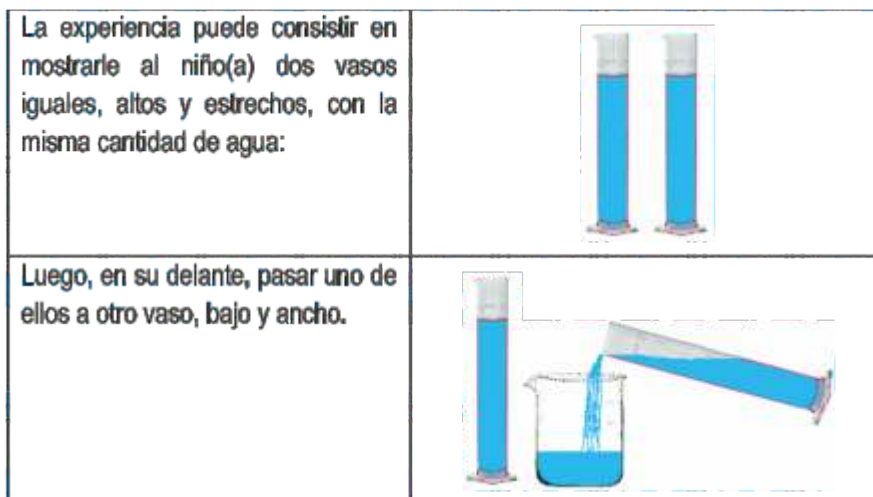 La experiencia puede consistir en
mostrarle al niño(a) dos vasos
iguales, altos y estrechos, con la
misma cantidad de agua:
Luego, en su delante, pasar uno de
ellos a otro vaso, bajo y ancho.